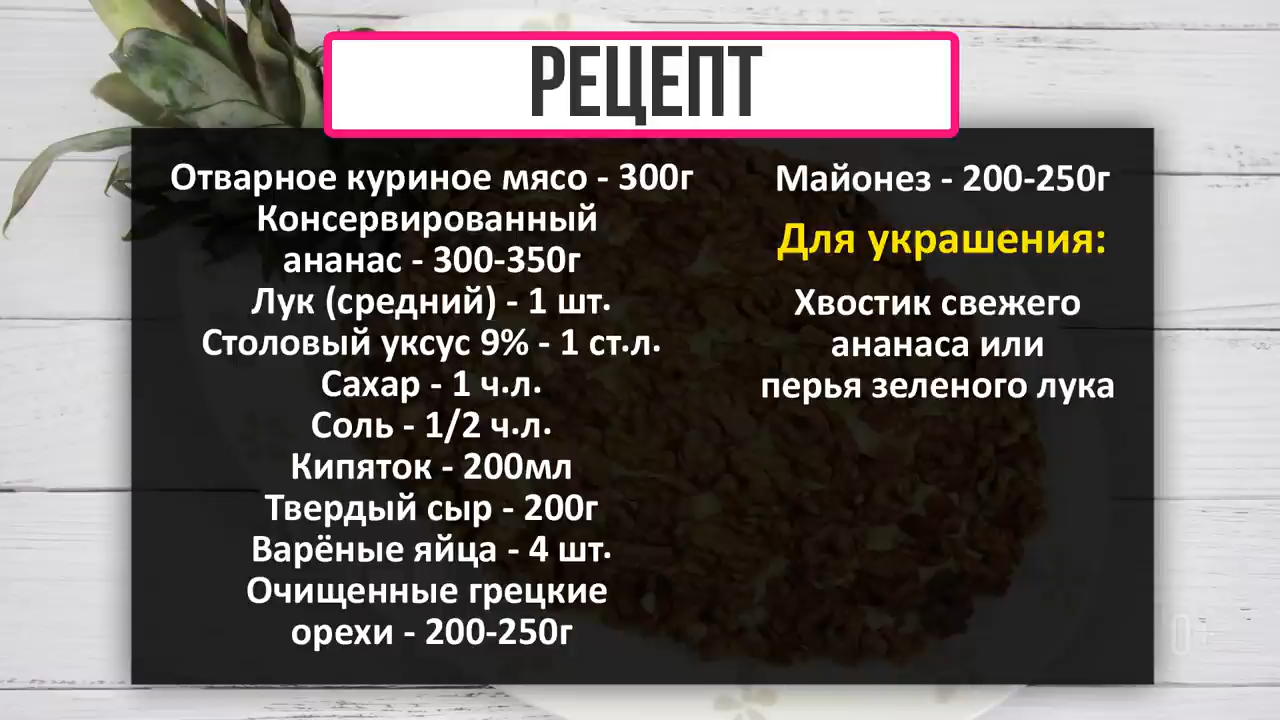 РЕЦЕПТ
Отварное куриное мясо - 300г
Консервированный
ананас - 300-350г
Лук (средний) - 1 шт.
Столовый уксус 9% - 1 ст.л.
Сахар - 1 ч.л.
Соль - 1/2 ч.л.
Кипяток - 200мл
Твердый сыр - 200г
Варёные яйца - 4 шт.
Очищенные грецкие
орехи - 200-250г
Майонез - 200-250г
Для украшения:
Хвостик свежего
ананаса или
перья зеленого лука
0+